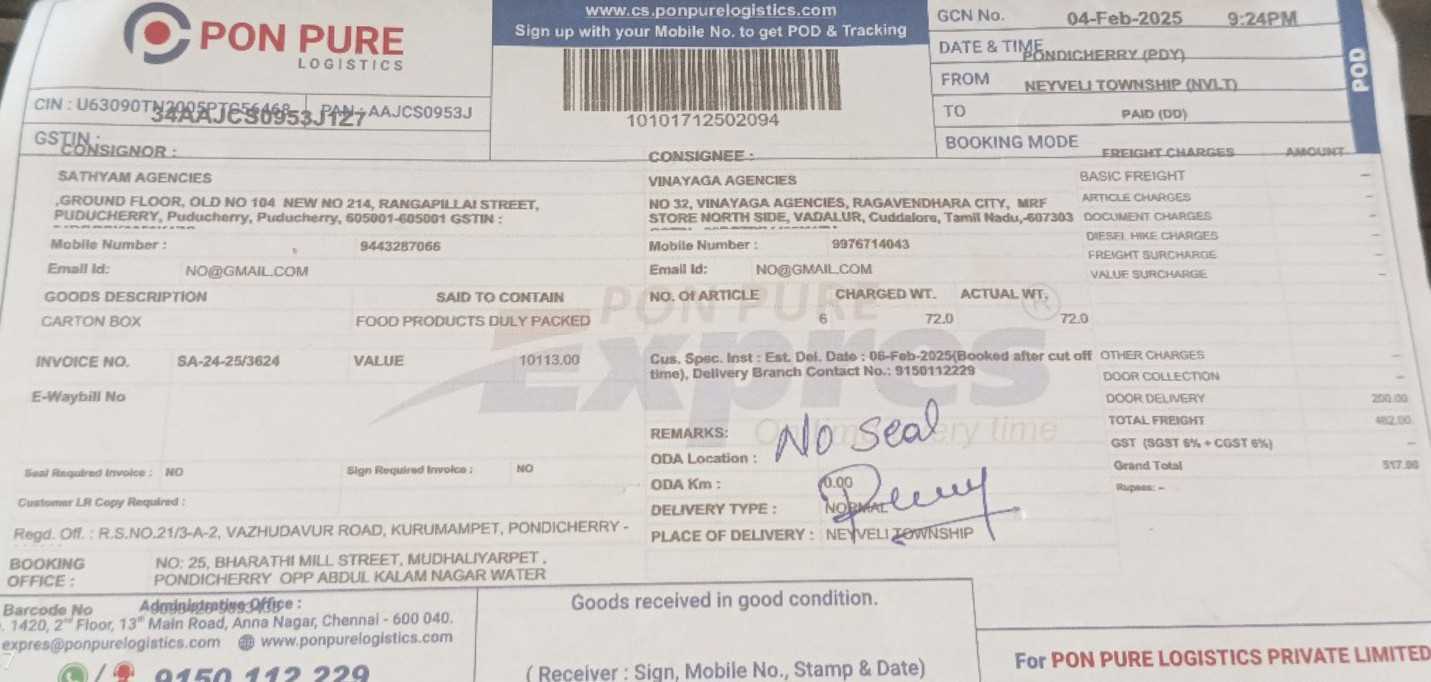 PON PURE
LOGISTICS
www.cs.ponpurelogistics.com
Sign up with your Mobile No. to get POD & Tracking
10101712502094
GCN No. 04-Feb-2025 9:24PM
DATE & TIME PONDICHERRY (PDY)
FROM NEYVELI TOWNSHIP (NVLT)
TO PAID (DD)
BOOKING MODE
POD
CIN : U63090TN2005PTC56468 PAN : AAJCS0953J
34AAJCS0953J127
GSTIN :
CONSIGNOR :
SATHYAM AGENCIES
,GROUND FLOOR, OLD NO 104 NEW NO 214, RANGAPILLAI STREET,
PUDUCHERRY, Puducherry, Puducherry, 605001-605001 GSTIN :
Mobile Number : 9443287066
Email Id: NO@GMAIL.COM
CONSIGNEE :
VINAYAGA AGENCIES
NO 32, VINAYAGA AGENCIES, RAGAVENDHARA CITY, MRF
STORE NORTH SIDE, VADALUR, Cuddalore, Tamil Nadu,-607303
Mobile Number : 9976714043
Email Id: NO@GMAIL.COM
FREIGHT CHARGES AMOUNT
BASIC FREIGHT –
ARTICLE CHARGES –
DOCUMENT CHARGES –
DIESEL HIKE CHARGES –
FREIGHT SURCHARGE –
VALUE SURCHARGE –
GOODS DESCRIPTION SAID TO CONTAIN NO. Of ARTICLE CHARGED WT. ACTUAL WT.
CARTON BOX FOOD PRODUCTS DULY PACKED 6 72.0 72.0
PON PURE
Expres
INVOICE NO. SA-24-25/3624 VALUE 10113.00
E-Waybill No
Cus. Spec. Inst : Est. Del. Date : 06-Feb-2025(Booked after cut off
time), Delivery Branch Contact No.: 9150112229
OTHER CHARGES –
DOOR COLLECTION –
DOOR DELIVERY 200.00
TOTAL FREIGHT 482.00
GST (SGST 6% + CGST 6%) –
Grand Total 517.00
Rupees: –
REMARKS: No Seal
ODA Location :
ODA Km : 0.00
DELIVERY TYPE : NORMAL
PLACE OF DELIVERY : NEYVELI TOWNSHIP
Seal Required Invoice : NO Sign Required Invoice : NO
Customer LR Copy Required :
Regd. Off. : R.S.NO.21/3-A-2, VAZHUDAVUR ROAD, KURUMAMPET, PONDICHERRY -
BOOKING OFFICE : NO: 25, BHARATHI MILL STREET, MUDHALIYARPET ,
PONDICHERRY OPP ABDUL KALAM NAGAR WATER
Barcode No Administrative Office :
. 1420, 2nd Floor, 13th Main Road, Anna Nagar, Chennai - 600 040.
expres@ponpurelogistics.com www.ponpurelogistics.com
9150 112 229
Goods received in good condition.
( Receiver : Sign, Mobile No., Stamp & Date)
For PON PURE LOGISTICS PRIVATE LIMITED